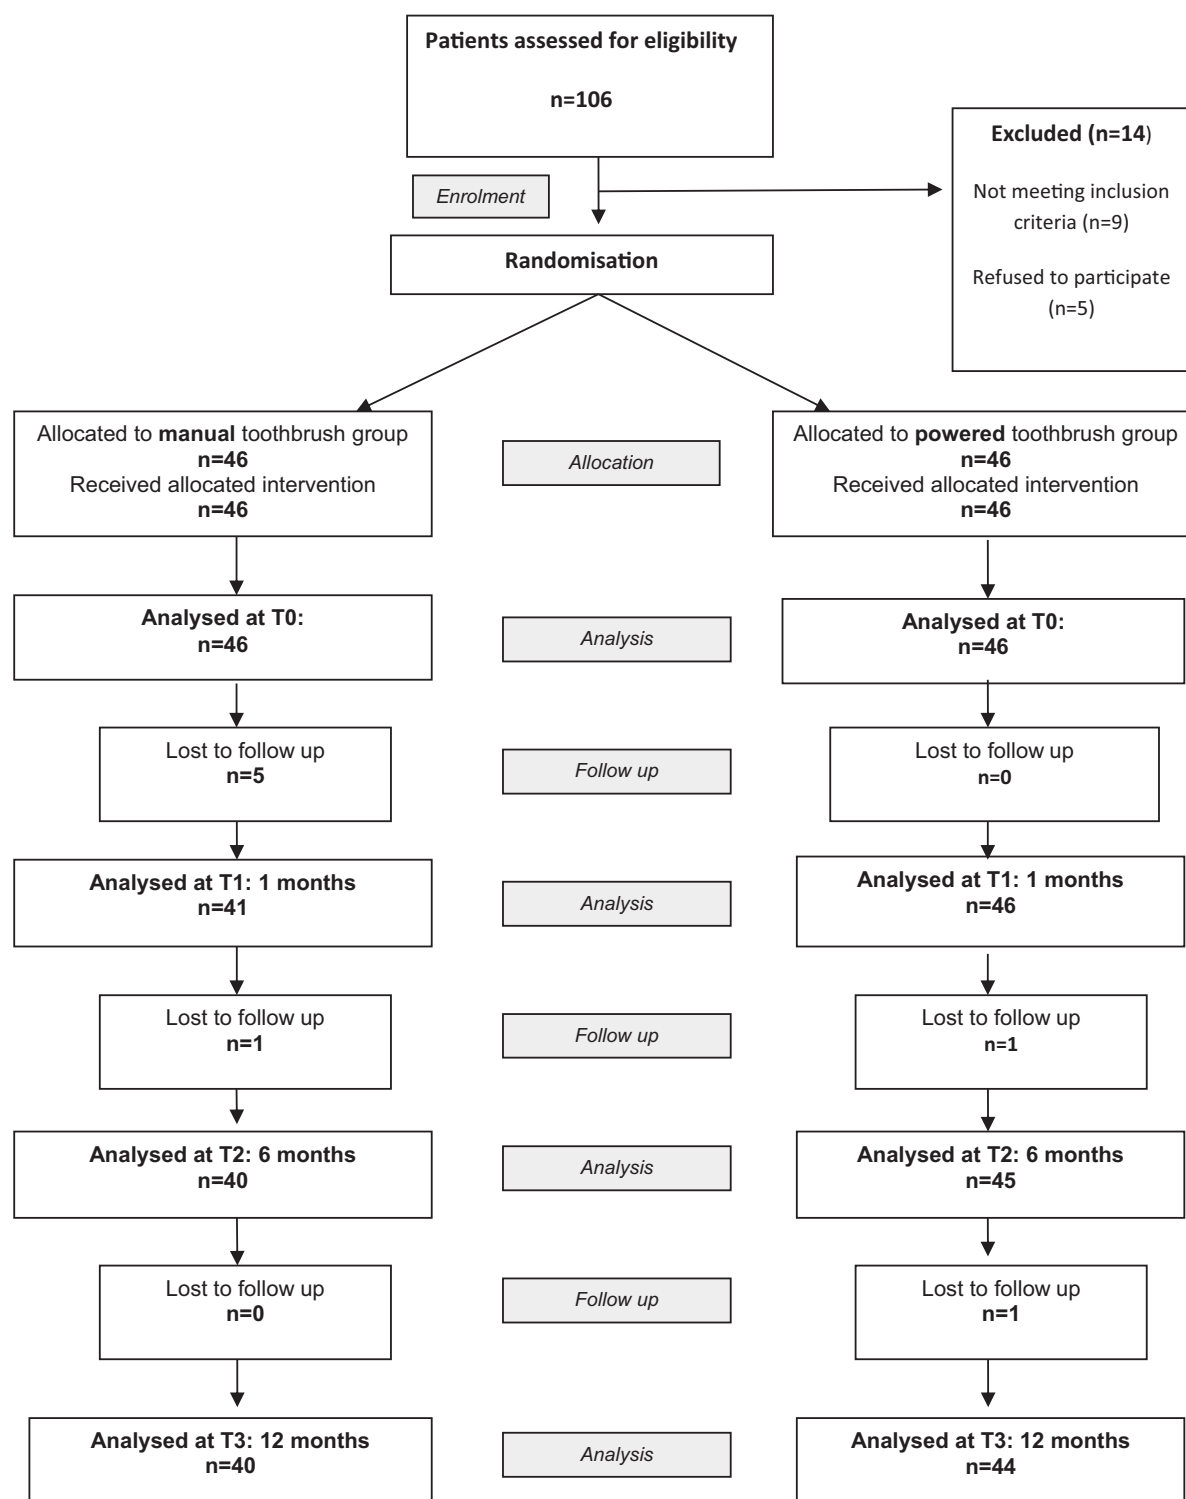 Patients assessed for eligibility
n=106
Excluded (n=14)
Not meeting inclusion
criteria (n=9)
Refused to participate
(n=5)
Enrolment
Randomisation
Allocated to manual toothbrush group
n=46
Received allocated intervention
n=46
Allocation
Allocated to powered toothbrush group
n=46
Received allocated intervention
n=46
Analysed at T0:
n=46
Analysis
Analysed at T0:
n=46
Lost to follow up
n=5
Follow up
Lost to follow up
n=0
Analysed at T1: 1 months
n=41
Analysis
Analysed at T1: 1 months
n=46
Lost to follow up
n=1
Follow up
Lost to follow up
n=1
Analysed at T2: 6 months
n=40
Analysis
Analysed at T2: 6 months
n=45
Lost to follow up
n=0
Follow up
Lost to follow up
n=1
Analysed at T3: 12 months
n=40
Analysis
Analysed at T3: 12 months
n=44